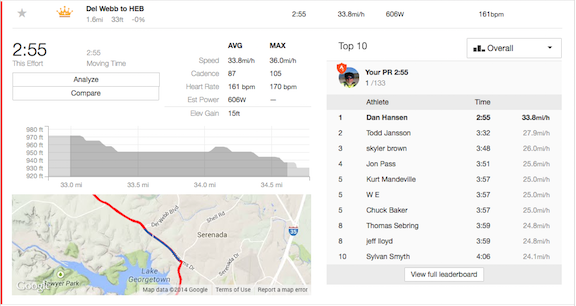 Del Webb to HEB
1.6mi 33ft -0%
2:55 33.8mi/h 606W 161bpm
2:55
This Effort
2:55
Moving Time
Analyze
Compare
AVG MAX
Speed 33.8mi/h 36.0mi/h
Cadence 87 105
Heart Rate 161 bpm 170 bpm
Est Power 606W —
Elev Gain 15ft
980 ft
970 ft
960 ft
950 ft
940 ft
930 ft
920 ft
33.0 mi 33.5 mi 34.0 mi 34.5 mi
Del Webb Blvd
Shell Rd
Serenada
Lake
Georgetown
Tower Park
Google
Map data ©2014 Google Terms of Use Report a map error
Top 10
Overall
Your PR 2:55
1 /133
Athlete Time
1 Dan Hansen 2:55 33.8mi/h
2 Todd Jansson 3:32 27.9mi/h
3 skyler brown 3:48 26.0mi/h
4 Jon Pass 3:51 25.6mi/h
5 Kurt Mandeville 3:57 25.0mi/h
5 W E 3:57 25.0mi/h
5 Chuck Baker 3:57 25.0mi/h
8 Thomas Sebring 3:59 24.8mi/h
8 jeff lloyd 3:59 24.8mi/h
10 Sylvan Smyth 4:06 24.1mi/h
View full leaderboard